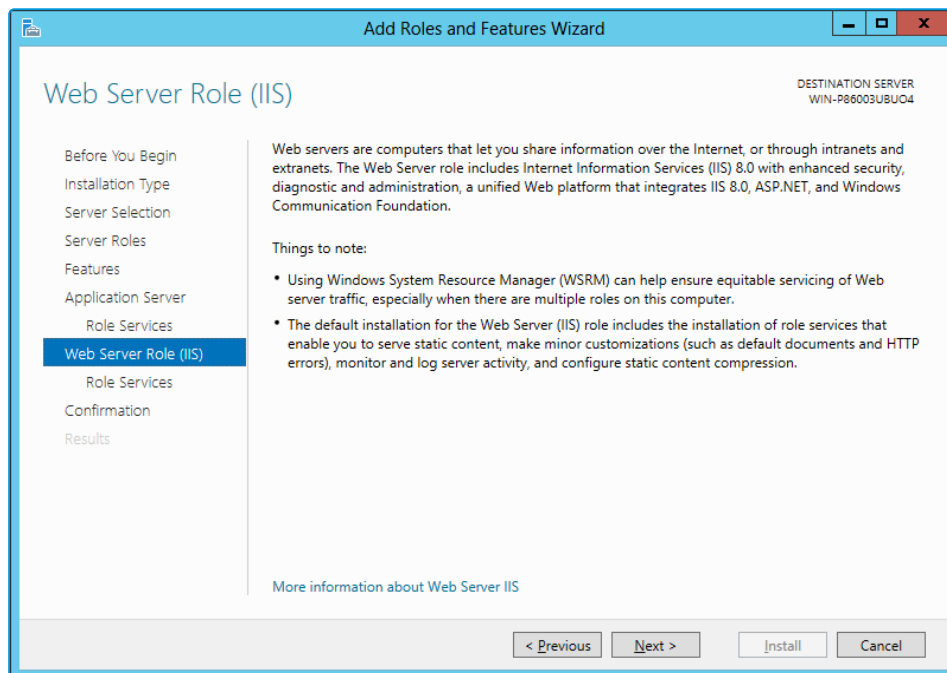 Add Roles and Features Wizard
Web Server Role (IIS)
DESTINATION SERVER
WIN-P86003UBUO4
Before You Begin
Installation Type
Server Selection
Server Roles
Features
Application Server
Role Services
Web Server Role (IIS)
Role Services
Confirmation
Results
Web servers are computers that let you share information over the Internet, or through intranets and
extranets. The Web Server role includes Internet Information Services (IIS) 8.0 with enhanced security,
diagnostic and administration, a unified Web platform that integrates IIS 8.0, ASP.NET, and Windows
Communication Foundation.
Things to note:
• Using Windows System Resource Manager (WSRM) can help ensure equitable servicing of Web
server traffic, especially when there are multiple roles on this computer.
• The default installation for the Web Server (IIS) role includes the installation of role services that
enable you to serve static content, make minor customizations (such as default documents and HTTP
errors), monitor and log server activity, and configure static content compression.
More information about Web Server IIS
< Previous
Next >
Install
Cancel